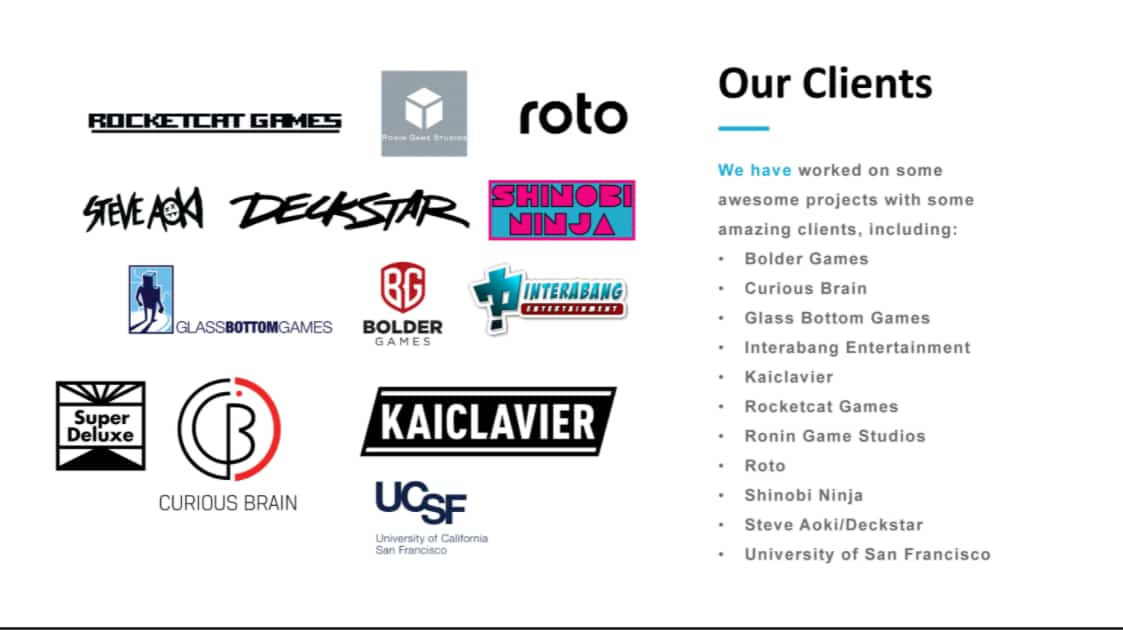 Our Clients
We have worked on some
awesome projects with some
amazing clients, including:
• Bolder Games
• Curious Brain
• Glass Bottom Games
• Interabang Entertainment
• Kaiclavier
• Rocketcat Games
• Ronin Game Studios
• Roto
• Shinobi Ninja
• Steve Aoki/Deckstar
• University of San Francisco
ROCKETCAT GAMES
RONIN GAME STUDIOS
roto
STEVE AOKI
DECKSTAR
SHINOBI
NINJA
GLASSBOTTOMGAMES
BG
BOLDER
GAMES
INTERABANG
ENTERTAINMENT
Super
Deluxe
CB
CURIOUS BRAIN
KAICLAVIER
UCSF
University of California
San Francisco